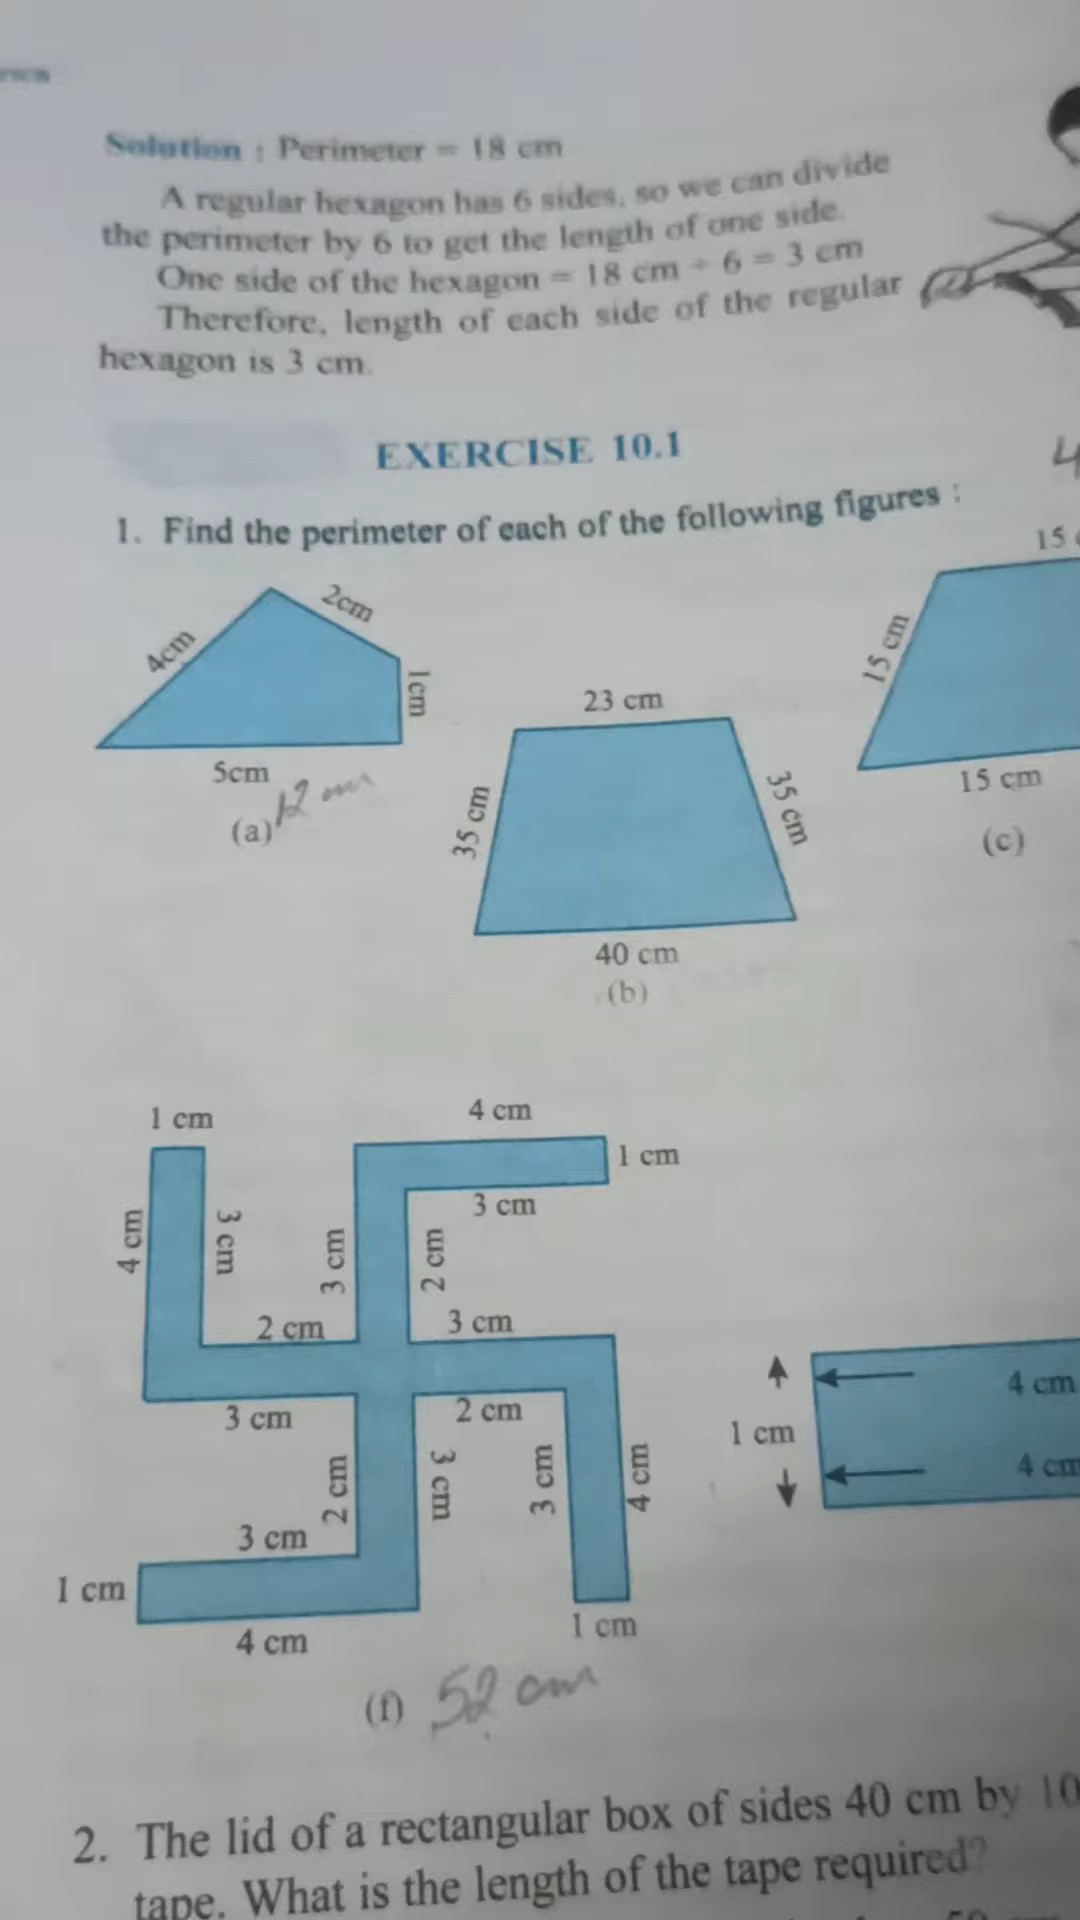 Solution : Perimeter = 18 cm
A regular hexagon has 6 sides, so we can divide
the perimeter by 6 to get the length of one side.
One side of the hexagon = 18 cm ÷ 6 = 3 cm
Therefore, length of each side of the regular
hexagon is 3 cm.
EXERCISE 10.1
4
1. Find the perimeter of each of the following figures :
4cm
2cm
1cm
5cm
(a)
12 cm
23 cm
35 cm
35 cm
40 cm
(b)
15
15 cm
15 cm
(c)
1 cm
4 cm
1 cm
4 cm
3 cm
3 cm
2 cm
3 cm
2 cm
3 cm
3 cm
2 cm
2 cm
3 cm
3 cm
4 cm
3 cm
1 cm
4 cm
1 cm
(f)
52 cm
1 cm
4 cm
4 cm
2. The lid of a rectangular box of sides 40 cm by 10
tape. What is the length of the tape required?